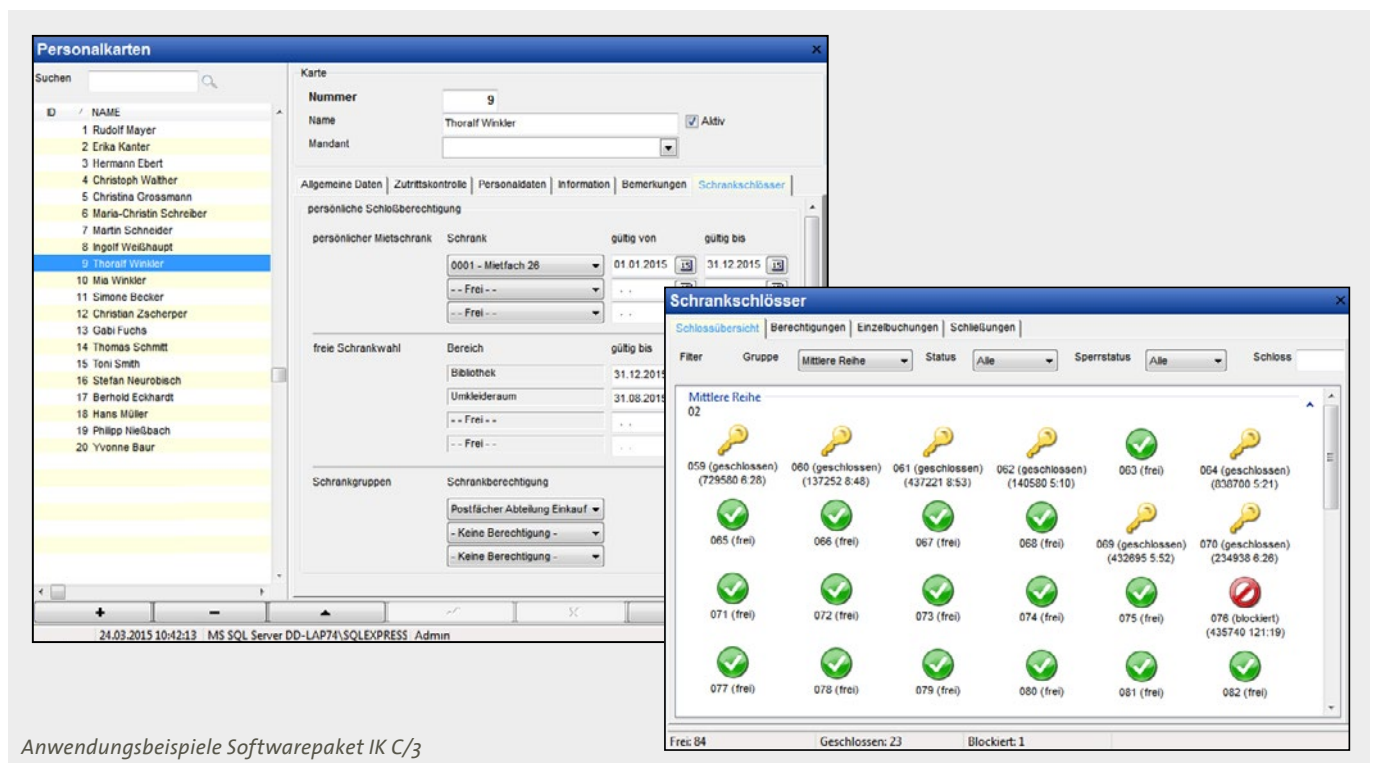 Personalkarten
Suchen
ID / NAME
1 Rudolf Mayer
2 Erika Kanter
3 Hermann Ebert
4 Christoph Walther
5 Christina Grossmann
6 Maria-Christin Schreiber
7 Martin Schneider
8 Ingolf Weißhaupt
9 Thoralf Winkler
10 Mia Winkler
11 Simone Becker
12 Christian Zscherper
13 Gabi Fuchs
14 Thomas Schmitt
15 Toni Smith
16 Stefan Neurobisch
17 Berhold Eckhardt
18 Hans Müller
19 Philipp Nießbach
20 Yvonne Baur
Karte
Nummer 9
Name Thoralf Winkler Aktiv
Mandant
Allgemeine Daten Zutrittskontrolle Personaldaten Information Bemerkungen Schrankschlösser
persönliche Schloßberechtigung
persönlicher Mietschrank Schrank gültig von gültig bis
0001 - Mietfach 26 01.01.2015 15 31.12.2015 15
- - Frei - - . .
- - Frei - - . .
freie Schrankwahl Bereich gültig bis
Bibliothek 31.12.2015
Umkleideraum 31.08.2015
- - Frei - - . .
- - Frei - - . .
Schrankgruppen Schrankberechtigung
Postfächer Abteilung Einkauf
- Keine Berechtigung -
- Keine Berechtigung -
24.03.2015 10:42:13 MS SQL Server DD-LAP74\SQLEXPRESS Admin
Schrankschlösser
Schlossübersicht Berechtigungen Einzelbuchungen Schließungen
Filter Gruppe Mittlere Reihe Status Alle Sperrstatus Alle Schloss
Mittlere Reihe
02
059 (geschlossen) 060 (geschlossen) 061 (geschlossen) 062 (geschlossen) 063 (frei) 064 (geschlossen)
(729580 6:28) (137252 8:48) (437221 8:53) (140580 5:10) (838700 5:21)
065 (frei) 066 (frei) 067 (frei) 068 (frei) 069 (geschlossen) 070 (geschlossen)
(432695 5:52) (234938 6:26)
071 (frei) 072 (frei) 073 (frei) 074 (frei) 075 (frei) 076 (blockiert)
(435740 121:19)
077 (frei) 078 (frei) 079 (frei) 080 (frei) 081 (frei) 082 (frei)
Frei: 84 Geschlossen: 23 Blockiert: 1
Anwendungsbeispiele Softwarepaket IK C/3